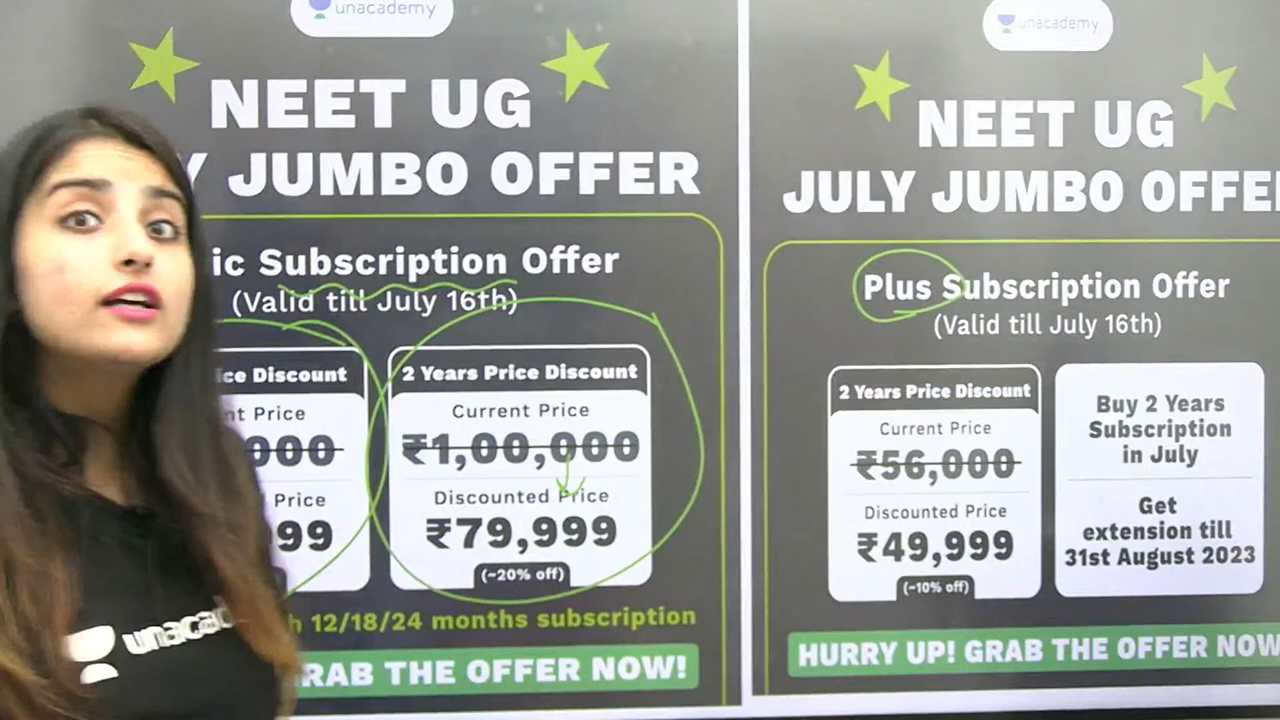 unacademy
NEET UG
Y JUMBO OFFER
ic Subscription Offer
(Valid till July 16th)
ice Discount
nt Price
000
Price
99
2 Years Price Discount
Current Price
₹1,00,000
Discounted Price
₹79,999
(~20% off)
h 12/18/24 months subscription
RAB THE OFFER NOW!
unacademy
NEET UG
JULY JUMBO OFFE
Plus Subscription Offer
(Valid till July 16th)
2 Years Price Discount
Current Price
₹56,000
Discounted Price
₹49,999
(~10% off)
Buy 2 Years
Subscription
in July
Get
extension till
31st August 2023
HURRY UP! GRAB THE OFFER NOW
unacad